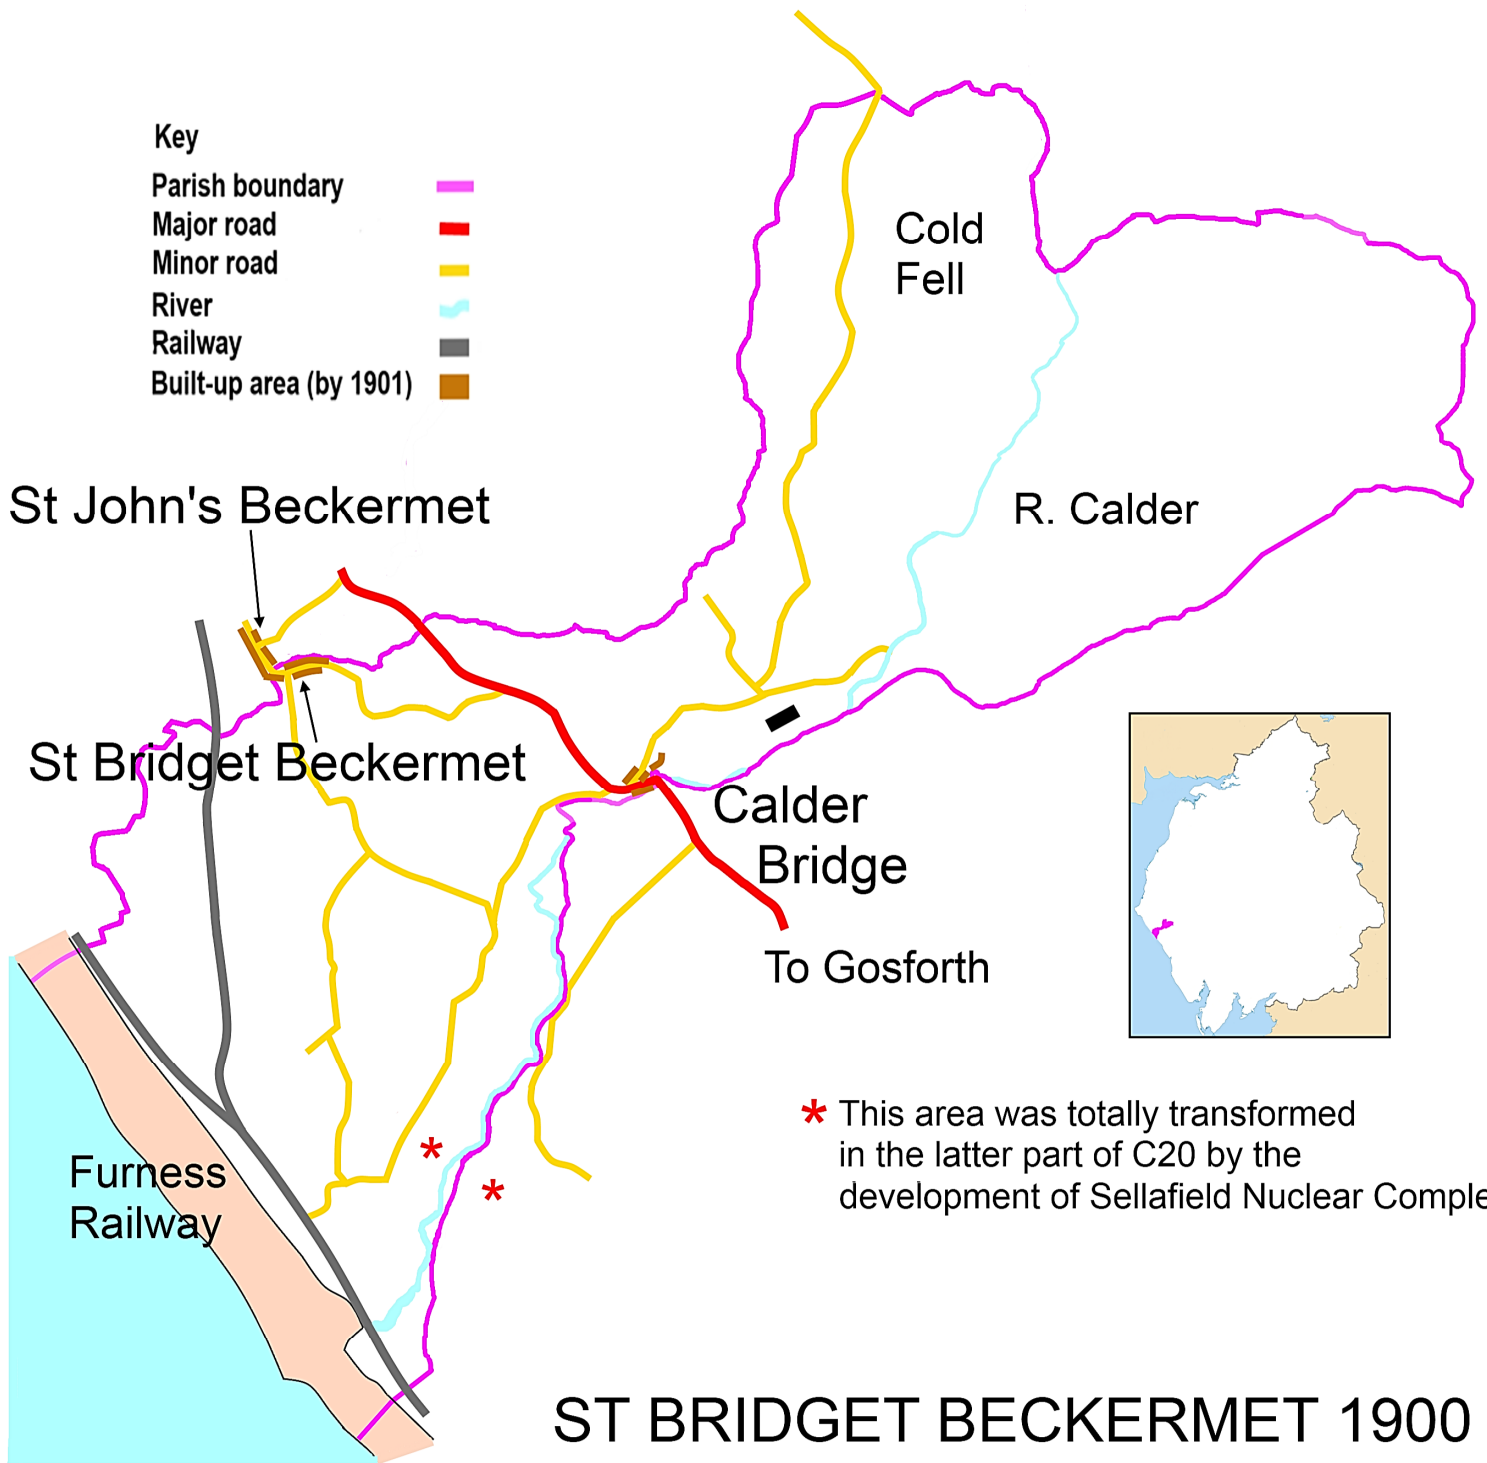 Key
Parish boundary
Major road
Minor road
River
Railway
Built-up area (by 1901)
Cold
Fell
St John's Beckermet
R. Calder
St Bridget Beckermet
Calder
Bridge
To Gosforth
* This area was totally transformed
in the latter part of C20 by the
development of Sellafield Nuclear Comple
*
*
Furness
Railway
ST BRIDGET BECKERMET 1900